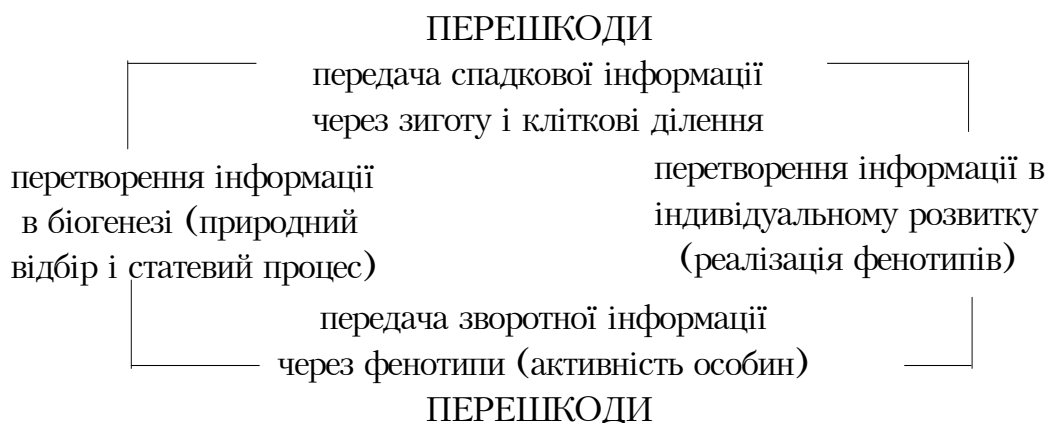 ПЕРЕШКОДИ
передача спадкової інформації
через зиготу і кліткові ділення
перетворення інформації
в біогенезі (природний
відбір і статевий процес)
перетворення інформації в
індивідуальному розвитку
(реалізація фенотипів)
передача зворотної інформації
через фенотипи (активність особин)
ПЕРЕШКОДИ